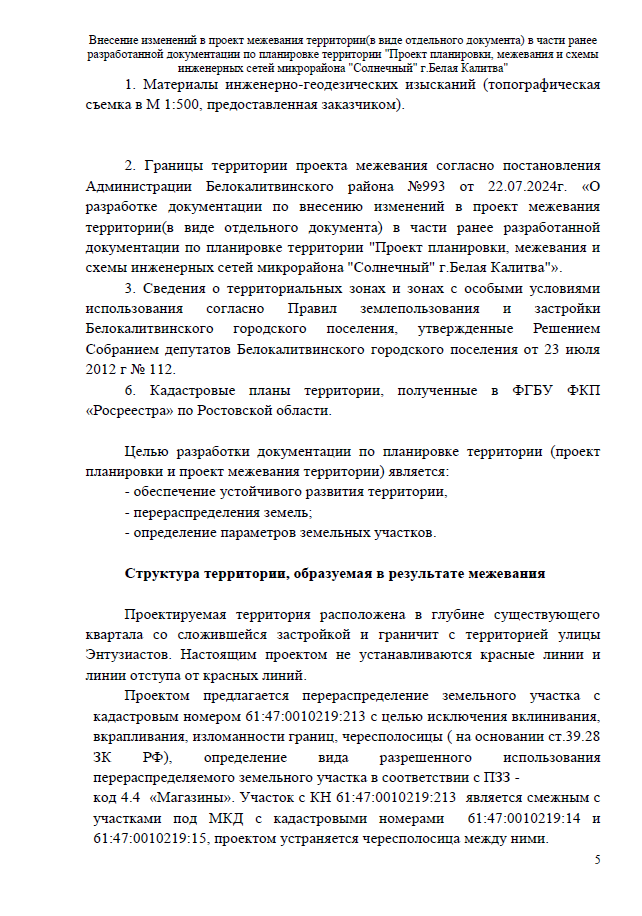 Внесение изменений в проект межевания территории(в виде отдельного документа) в части ранее
разработанной документации по планировке территории "Проект планировки, межевания и схемы
инженерных сетей микрорайона "Солнечный" г.Белая Калитва"
1. Материалы инженерно-геодезических изысканий (топографическая
съемка в М 1:500, предоставленная заказчиком).
2. Границы территории проекта межевания согласно постановления
Администрации Белокалитвинского район №993 от 22.07.2024г. «О
разработке документации по внесению изменений в проект межевания
территории(в виде отдельного документа) в части ранее разработанной
документации по планировке территории "Проект планировки, межевания и
схемы инженерных сетей микрорайона "Солнечный" г.Белая Калитва"».
3. Сведения о территориальных зонах и зонах с особыми условиями
использования согласно Правил землепользования и застройки
Белокалитвинского городского поселения, утвержденные Решением
Собранием депутатов Белокалитвинского городского поселения от 23 июля
2012 г № 112.
6. Кадастровые планы территории, полученные в ФГБУ ФКП
«Росреестра» по Ростовской области.
Целью разработки документации по планировке территории (проект
планировки и проект межевания территории) является:
- обеспечение устойчивого развития территории,
- перераспределения земель;
- определение параметров земельных участков.
Структура территории, образуемая в результате межевания
Проектируемая территория расположена в глубине существующего
квартала со сложившейся застройкой и граничит с территорией улицы
Энтузиастов. Настоящим проектом не устанавливаются красные линии и
линии отступа от красных линий.
Проектом предлагается перераспределение земельного участка с
кадастровым номером 61:47:0010219:213 с целью исключения вклинивания,
вкрапливания, изломанности границ, чересполосицы ( на основании ст.39.28
ЗК РФ), определение вида разрешенного использования
перераспределяемого земельного участка в соответствии с ПЗЗ -
код 4.4 «Магазины». Участок с КН 61:47:0010219:213 является смежным с
участками под МКД с кадастровыми номерами 61:47:0010219:14 и
61:47:0010219:15, проектом устраняется чересполосица между ними.
5